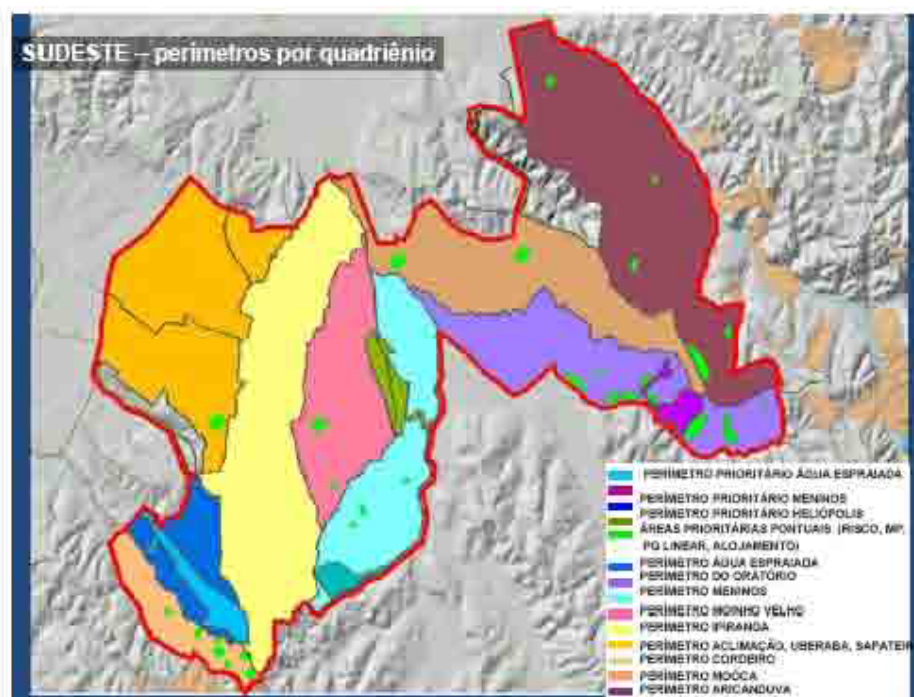 SUDESTE – perimetros por quadriênio
PERÍMETRO PRIORITÁRIO ÁGUA ESPRAIADA
PERÍMETRO PRIORITÁRIO MENINOS
PERÍMETRO PRIORITÁRIO HELIÓPOLIS
ÁREAS PRIORITÁRIAS PONTUAIS (RISCO, MP,
PQ LINEAR, ALOJAMENTO)
PERÍMETRO ÁGUA ESPRAIADA
PERÍMETRO DO ORATÓRIO
PERÍMETRO MENINOS
PERÍMETRO MOINHO VELHO
PERÍMETRO IPIRANGA
PERÍMETRO ACLIMAÇÃO, UBERABA, SAPATEIR
PERÍMETRO CORDEIRO
PERÍMETRO MOÓCA
PERÍMETRO ARICANDUVA